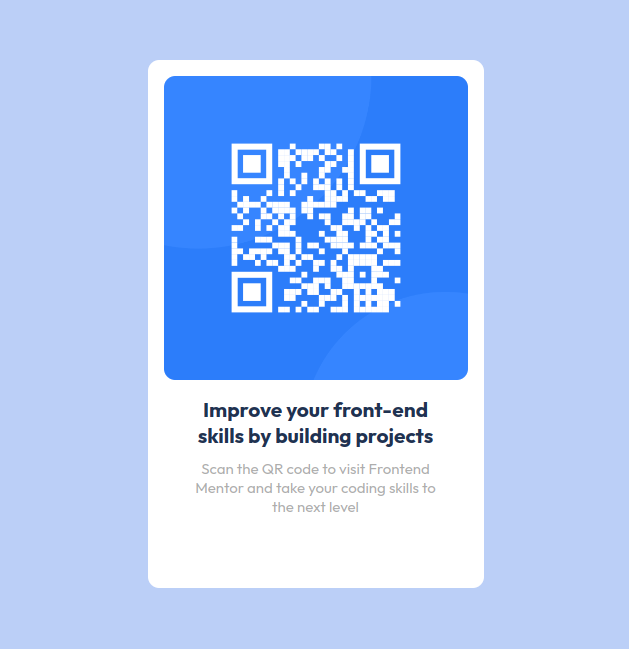 Improve your front-end
skills by building projects
Scan the QR code to visit Frontend
Mentor and take your coding skills to
the next level